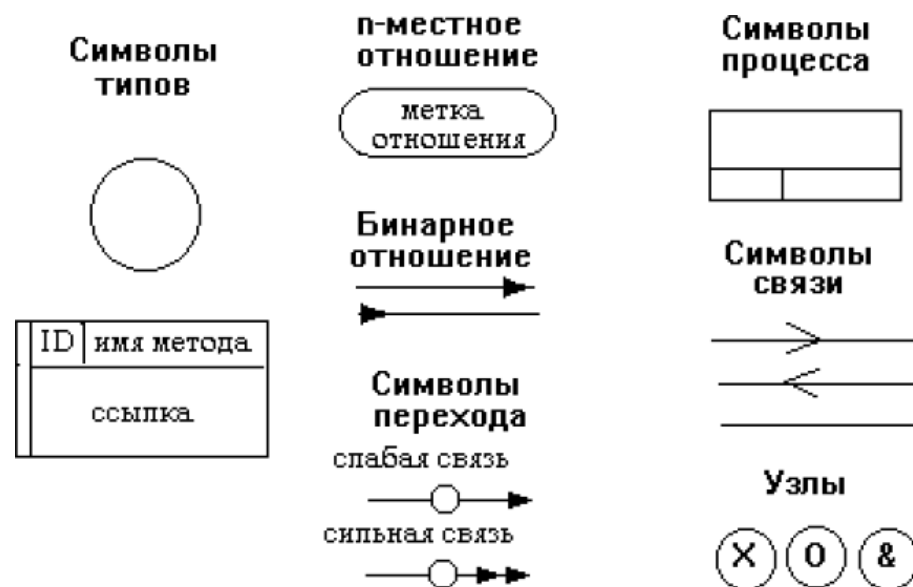 Символы
типов
ID имя метода
ссылка
n-местное
отношение
метка
отношения
Бинарное
отношение
Символы
перехода
слабая связь
сильная связь
Символы
процесса
Символы
связи
Узлы
X O &